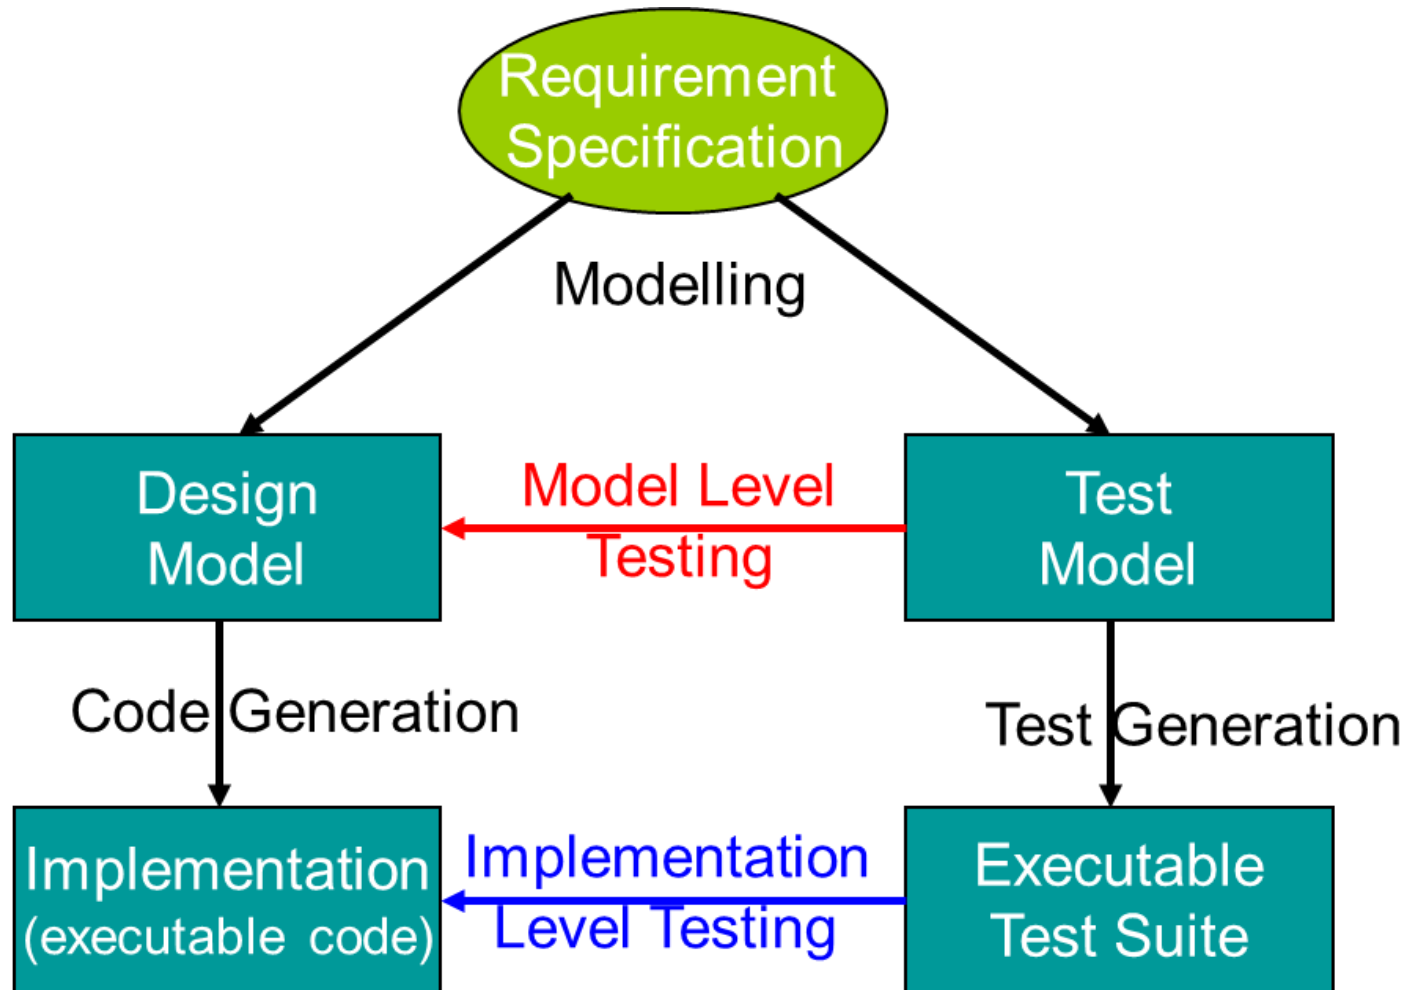 Requirement
Specification
Modelling
Design
Model
Model Level
Testing
Test
Model
Code Generation
Test Generation
Implementation
(executable code)
Implementation
Level Testing
Executable
Test Suite